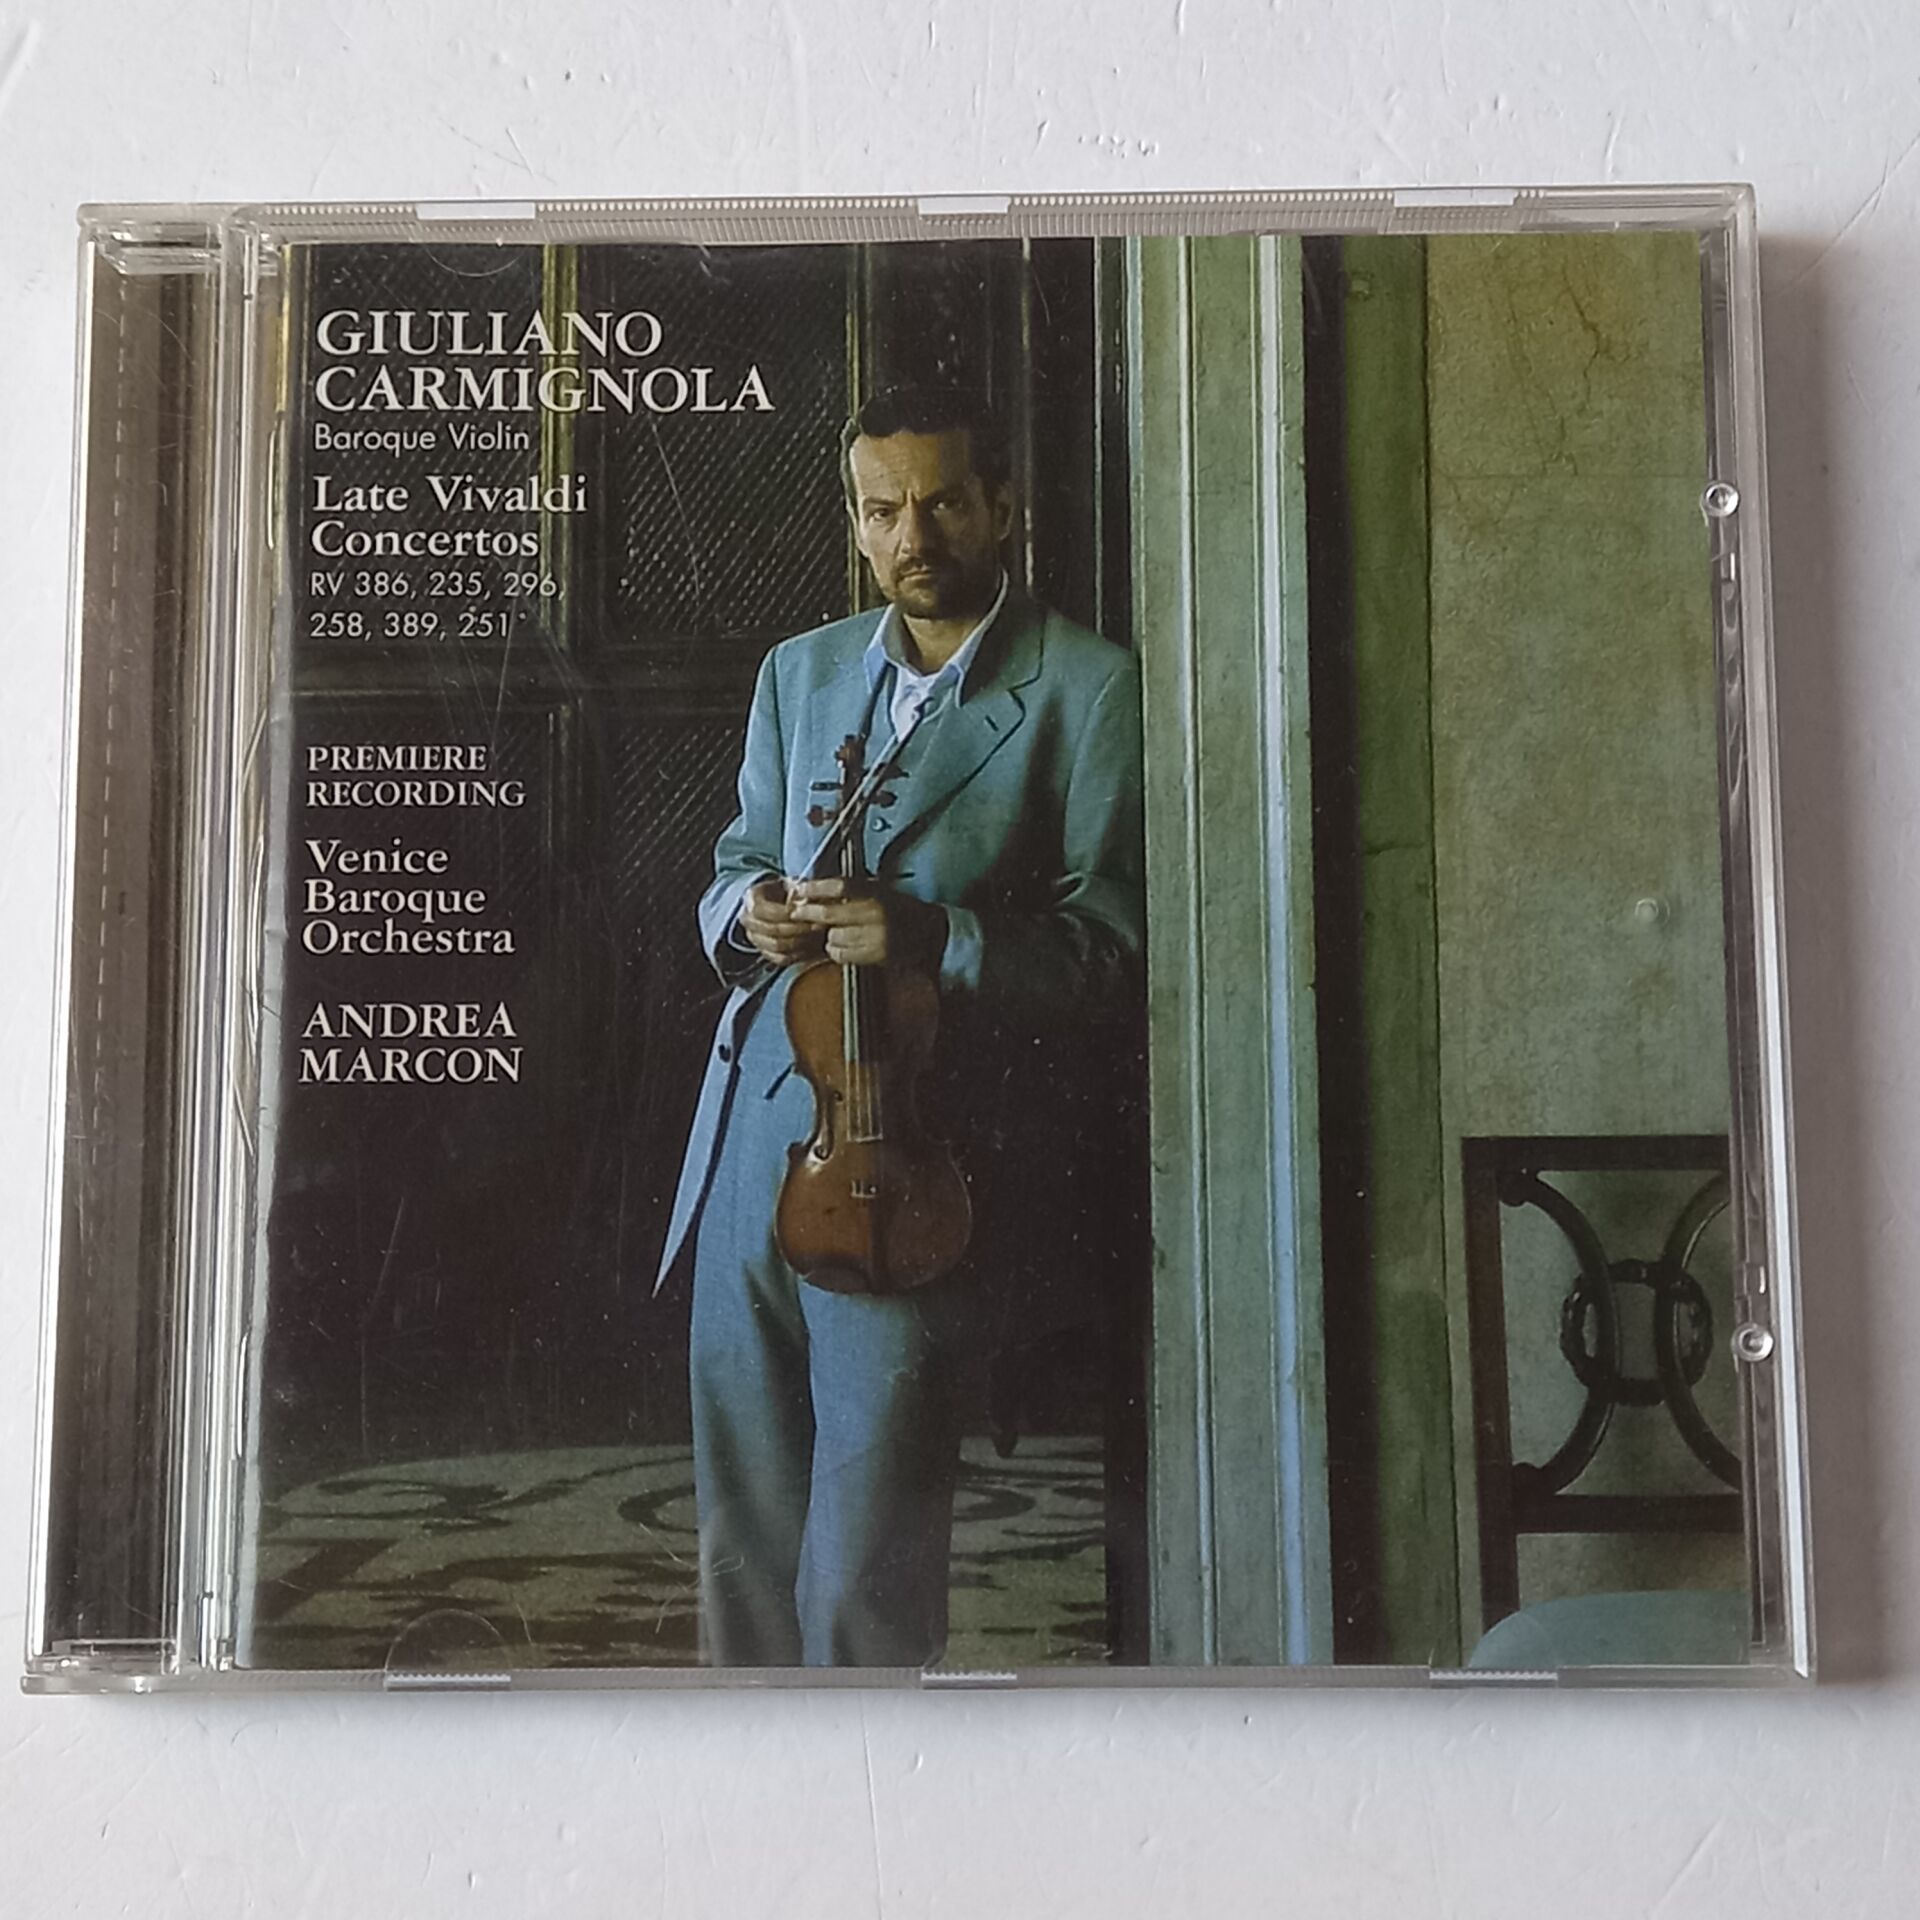 GIULIANO
CARMIGNOLA
Baroque Violin
Late Vivaldi
Concertos
RV 386, 235, 296,
258, 389, 251
PREMIERE
RECORDING
Venice
Baroque
Orchestra
ANDREA
MARCON